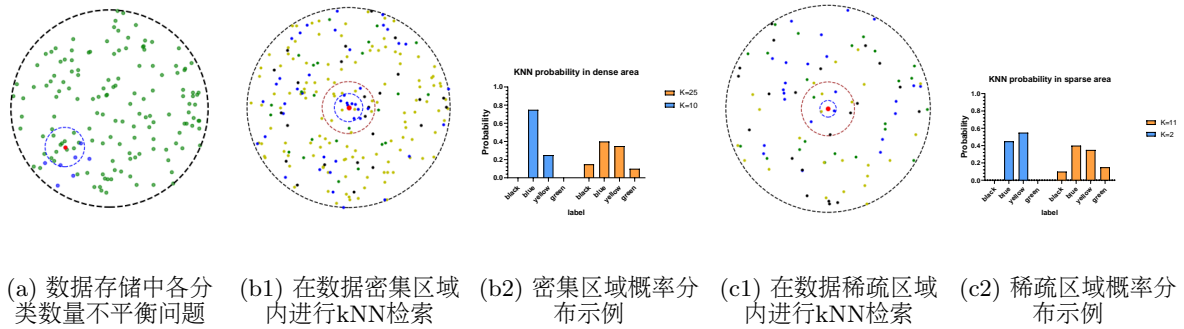 KNN probability in dense area
K=25
K=10
Probability
1.0
0.8
0.6
0.4
0.2
0.0
black
blue
yellow
green
black
blue
yellow
green
label
KNN probability in sparse area
K=11
K=2
Probability
1.0
0.8
0.6
0.4
0.2
0.0
black
blue
yellow
green
black
blue
yellow
green
label
(a) 数据存储中各分
类数量不平衡问题
(b1) 在数据密集区域
内进行kNN检索
(b2) 密集区域概率分
布示例
(c1) 在数据稀疏区域
内进行kNN检索
(c2) 稀疏区域概率分
布示例